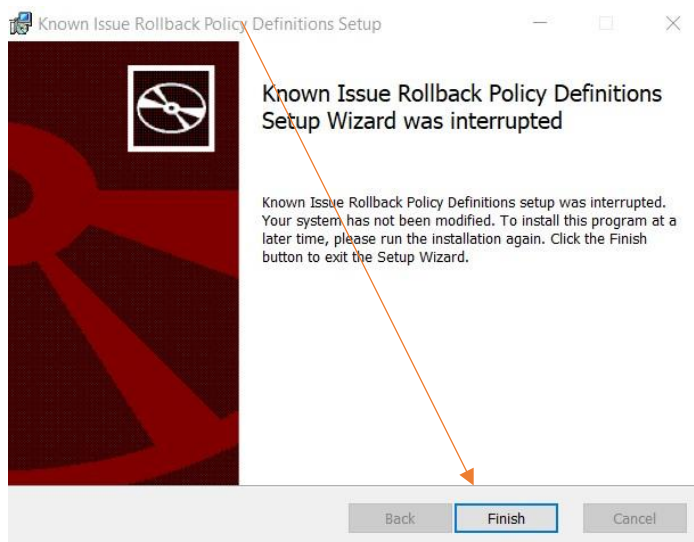 Known Issue Rollback Policy Definitions Setup
Known Issue Rollback Policy Definitions
Setup Wizard was interrupted
Known Issue Rollback Policy Definitions setup was interrupted.
Your system has not been modified. To install this program at a
later time, please run the installation again. Click the Finish
button to exit the Setup Wizard.
Back Finish Cancel